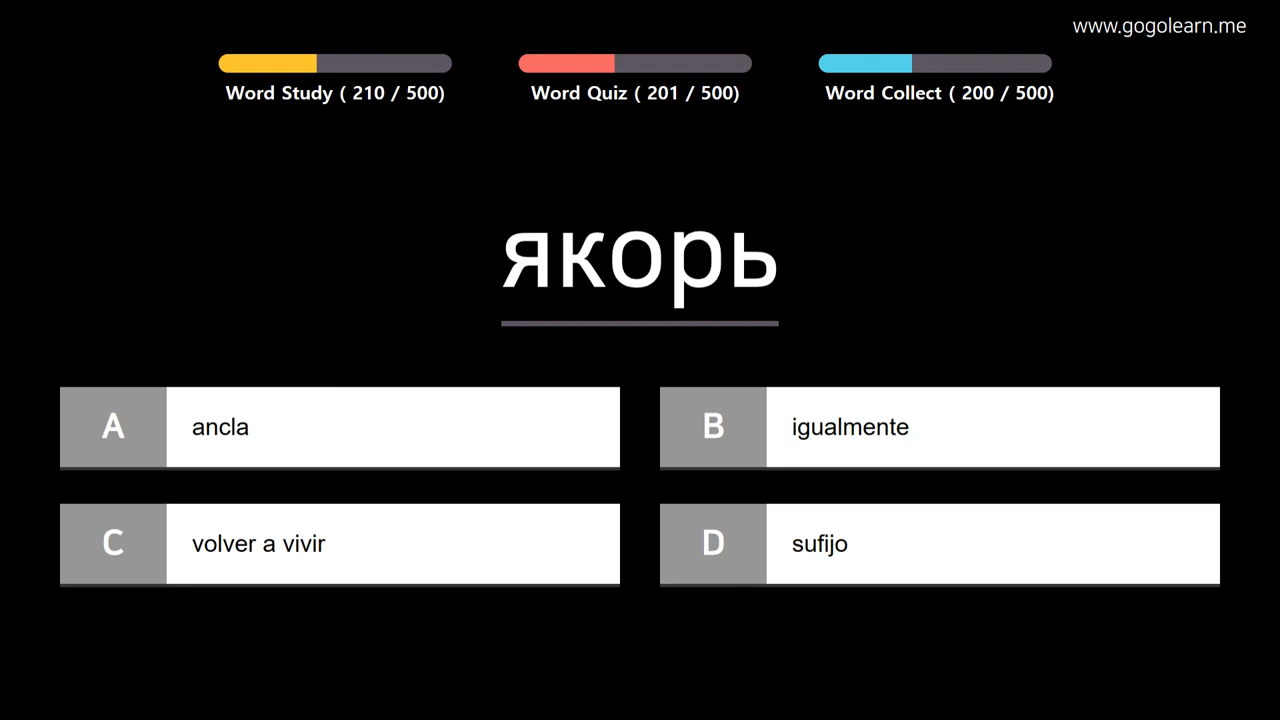 www.gogolearn.me
Word Study ( 210 / 500)
Word Quiz ( 201 / 500)
Word Collect ( 200 / 500)
якорь
A ancla
B igualmente
C volver a vivir
D sufijo